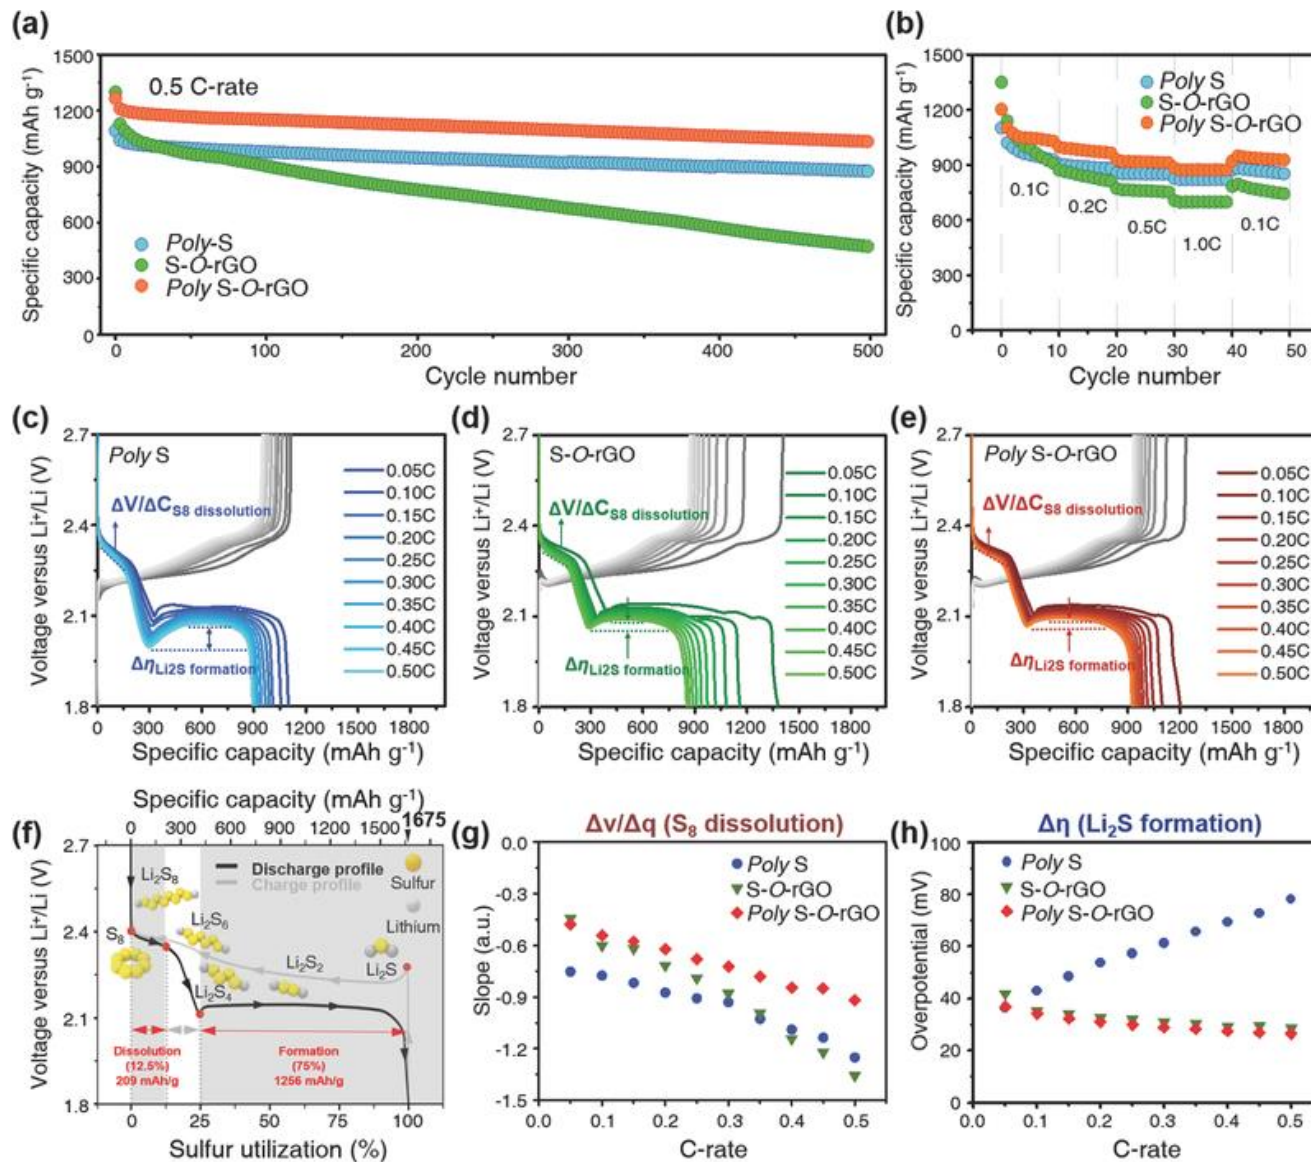 (a)
1500
1200
900
600
300
0
Specific capacity (mAh g⁻¹)
0.5 C-rate
Poly-S
S-O-rGO
Poly S-O-rGO
0 100 200 300 400 500
Cycle number
(b)
1500
1200
900
600
300
0
Specific capacity (mAh g⁻¹)
Poly S
S-O-rGO
Poly S-O-rGO
0.1C
0.2C
0.5C
1.0C
0.1C
0 10 20 30 40 50
Cycle number
(c)
2.7
2.4
2.1
1.8
Voltage versus Li⁺/Li (V)
Poly S
ΔV/ΔC S8 dissolution
Δη Li2S formation
0.05C
0.10C
0.15C
0.20C
0.25C
0.30C
0.35C
0.40C
0.45C
0.50C
0 300 600 900 1200 1500 1800
Specific capacity (mAh g⁻¹)
(d)
2.7
2.4
2.1
1.8
Voltage versus Li⁺/Li (V)
S-O-rGO
ΔV/ΔC S8 dissolution
Δη Li2S formation
0.05C
0.10C
0.15C
0.20C
0.25C
0.30C
0.35C
0.40C
0.45C
0.50C
0 300 600 900 1200 1500 1800
Specific capacity (mAh g⁻¹)
(e)
2.7
2.4
2.1
1.8
Voltage versus Li⁺/Li (V)
Poly S-O-rGO
ΔV/ΔC S8 dissolution
Δη Li2S formation
0.05C
0.10C
0.15C
0.20C
0.25C
0.30C
0.35C
0.40C
0.45C
0.50C
0 300 600 900 1200 1500 1800
Specific capacity (mAh g⁻¹)
(f)
Specific capacity (mAh g⁻¹)
1675
0 300 600 900 1200 1500
2.7
2.4
2.1
1.8
Voltage versus Li⁺/Li (V)
Discharge profile
Charge profile
Sulfur
Lithium
S₈
Li₂S₈
Li₂S₆
Li₂S₄
Li₂S₂
Li₂S
Dissolution
(12.5%)
209 mAh/g
Formation
(75%)
1256 mAh/g
0 25 50 75 100
Sulfur utilization (%)
(g)
Δv/Δq (S₈ dissolution)
0.0
-0.3
-0.6
-0.9
-1.2
-1.5
Slope (a.u.)
Poly S
S-O-rGO
Poly S-O-rGO
0.0 0.1 0.2 0.3 0.4 0.5
C-rate
(h)
Δη (Li₂S formation)
100
80
60
40
20
0
Overpotential (mV)
Poly S
S-O-rGO
Poly S-O-rGO
0.0 0.1 0.2 0.3 0.4 0.5
C-rate